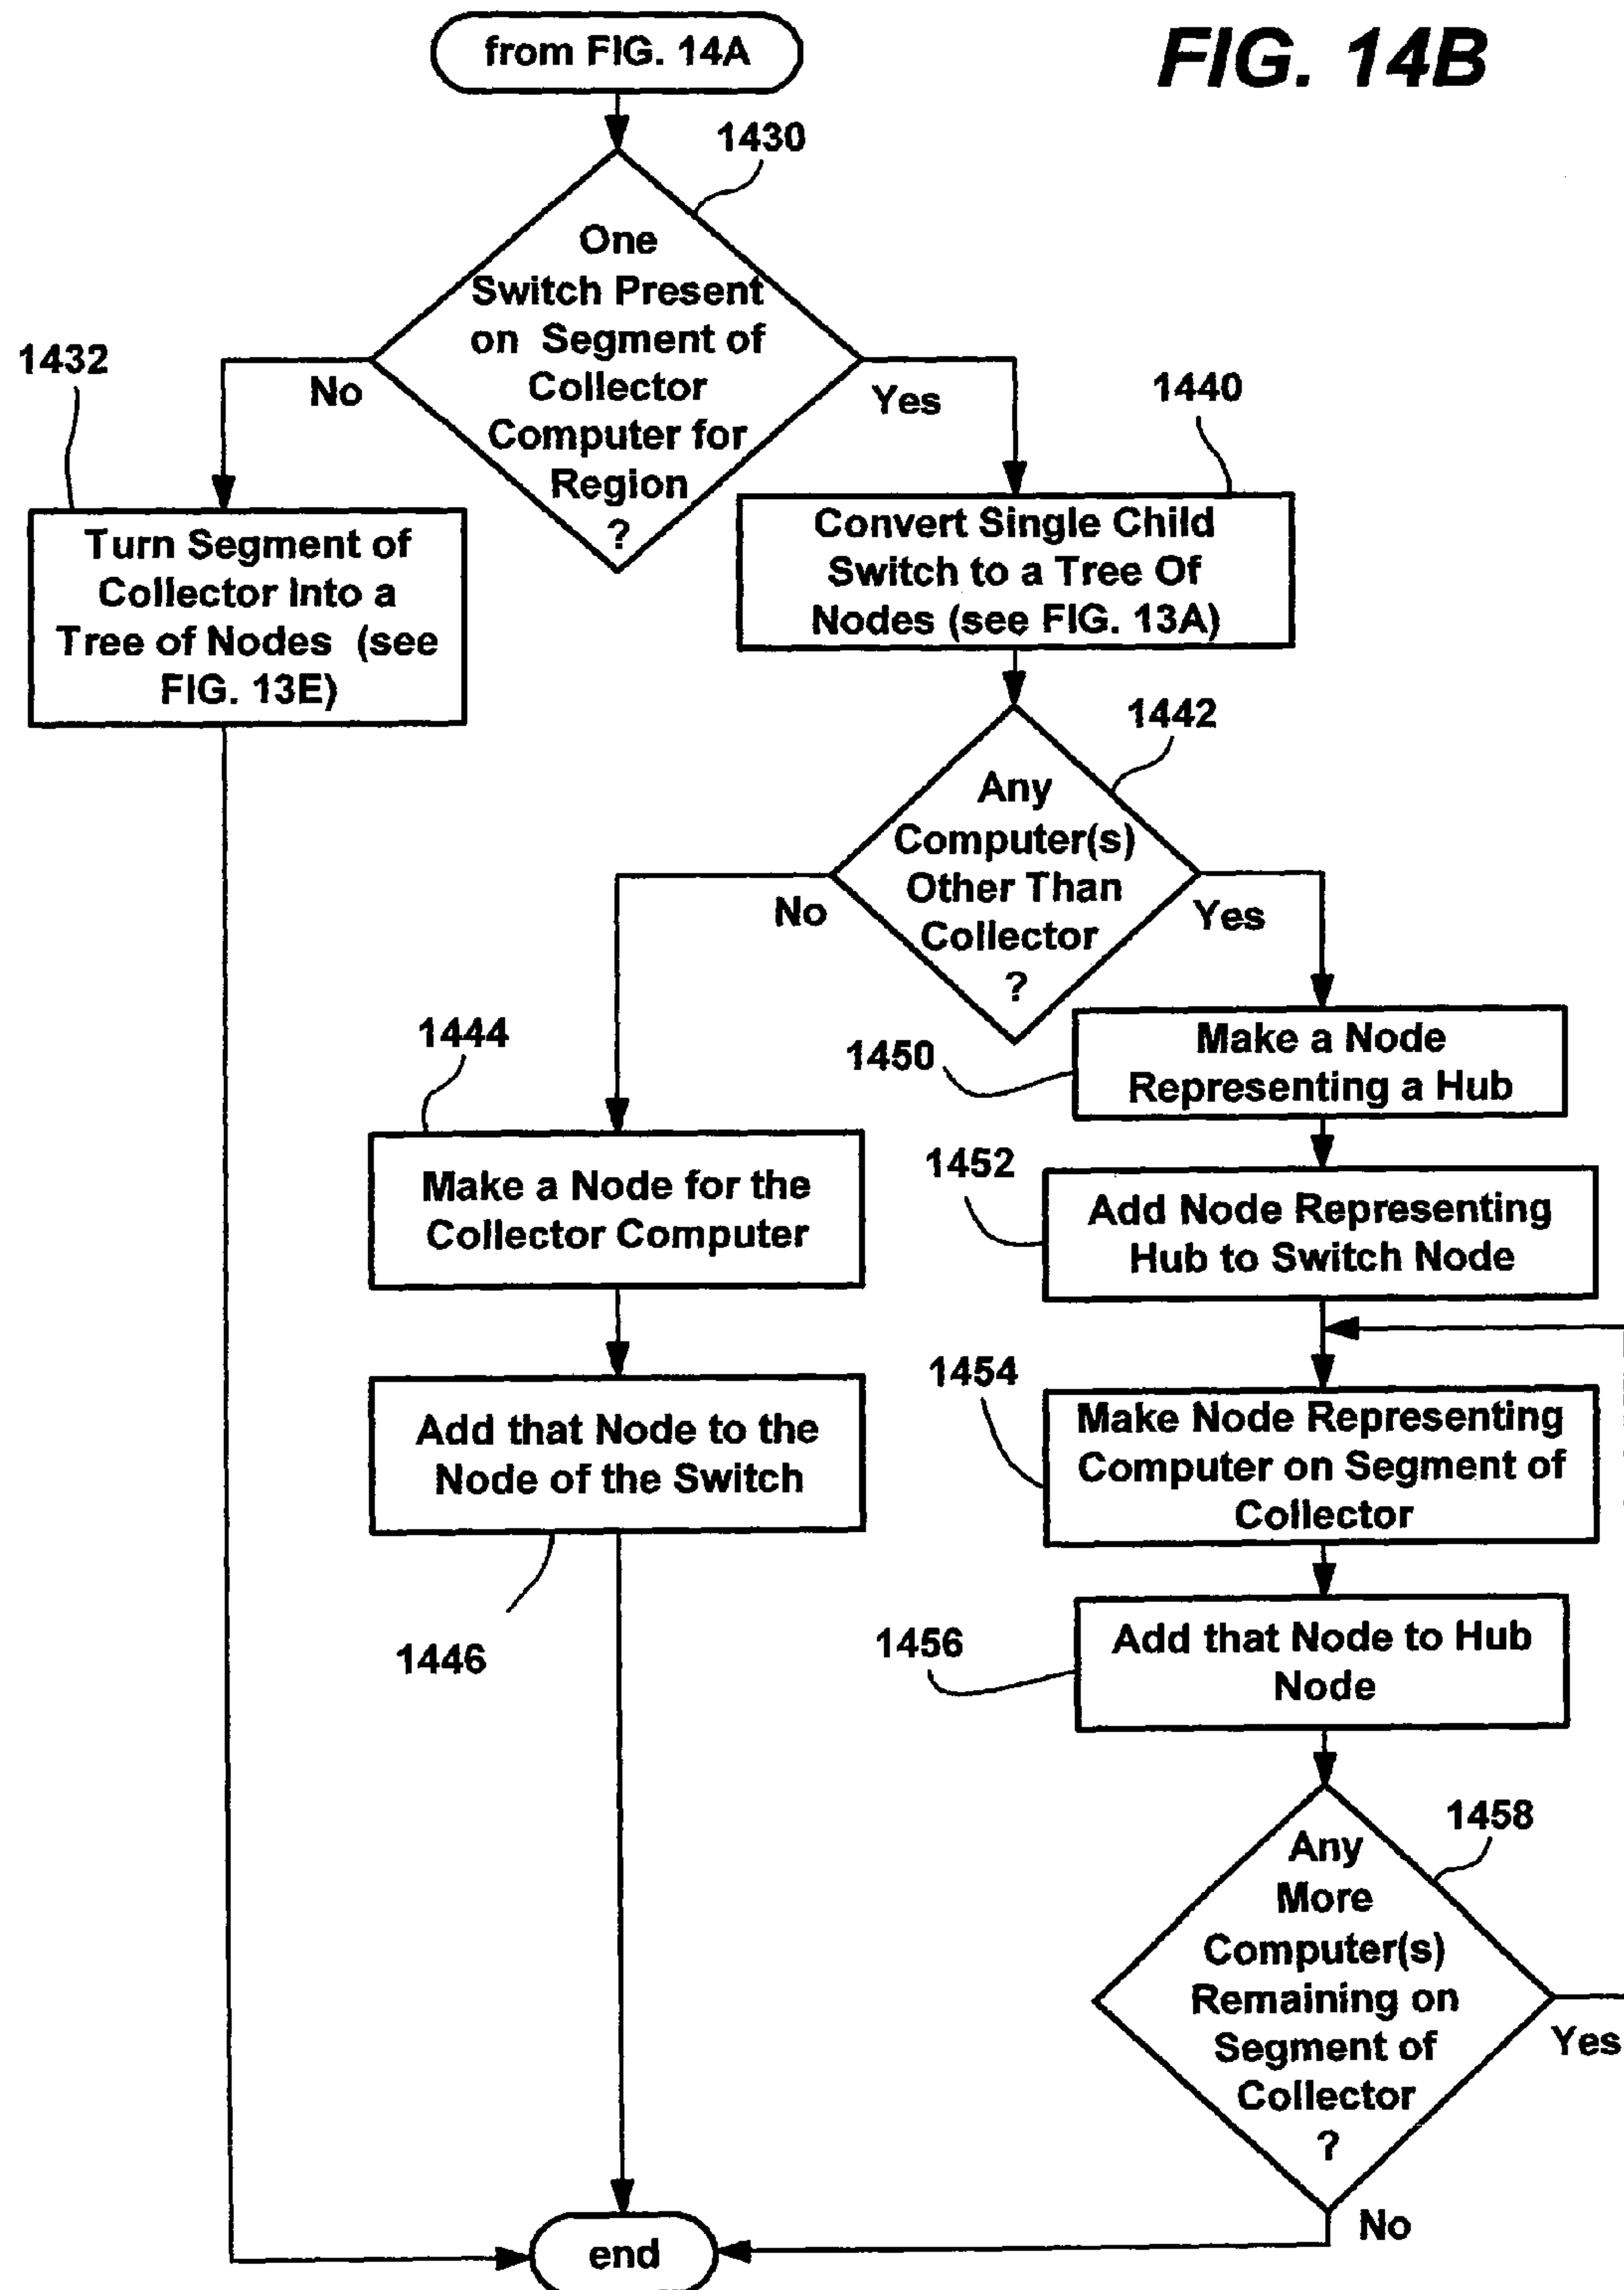 from FIG. 14A
FIG. 14B
1430
One
Switch Present
on Segment of
Collector
Computer for
Region
?
No
Yes
1432
Turn Segment of
Collector Into a
Tree of Nodes (see
FIG. 13E)
1440
Convert Single Child
Switch to a Tree Of
Nodes (see FIG. 13A)
1442
Any
Computer(s)
Other Than
Collector
?
No
Yes
1444
Make a Node for the
Collector Computer
1446
Add that Node to the
Node of the Switch
1450
Make a Node
Representing a Hub
1452
Add Node Representing
Hub to Switch Node
1454
Make Node Representing
Computer on Segment of
Collector
1456
Add that Node to Hub
Node
1458
Any
More
Computer(s)
Remaining on
Segment of
Collector
?
Yes
No
end